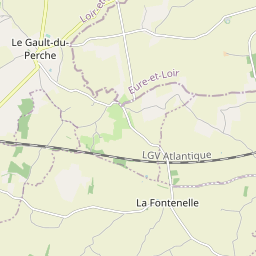 Loir-et
Le Gault-du-
Perche
Eure-et-Loir
LGV Atlantique
La Fontenelle